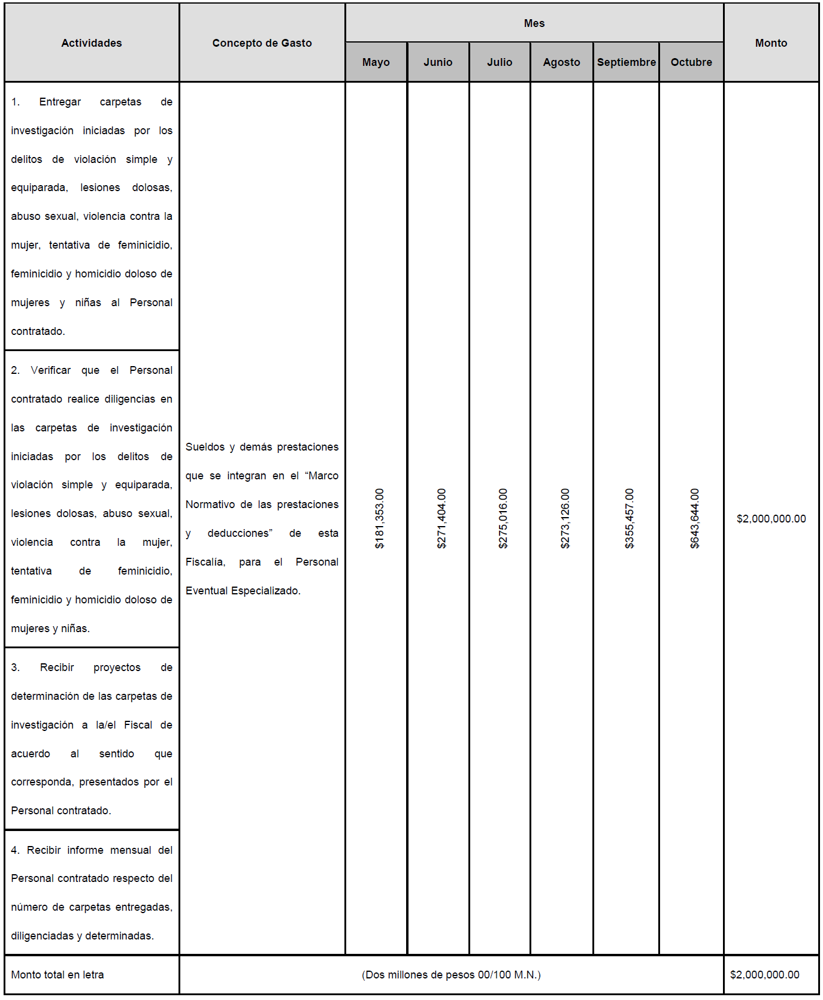 Actividades
Concepto de Gasto
Mes
Monto
Mayo
Junio
Julio
Agosto
Septiembre
Octubre
1. Entregar carpetas de
investigación iniciadas por los
delitos de violación simple y
equiparada, lesiones dolosas,
abuso sexual, violencia contra la
mujer, tentativa de feminicidio,
feminicidio y homicidio doloso de
mujeres y niñas al Personal
contratado.
2. Verificar que el Personal
contratado realice diligencias en
las carpetas de investigación
iniciadas por los delitos de
violación simple y equiparada,
lesiones dolosas, abuso sexual,
violencia contra la mujer,
tentativa de feminicidio,
feminicidio y homicidio doloso de
mujeres y niñas.
3. Recibir proyectos de
determinación de las carpetas de
investigación a la/el Fiscal de
acuerdo al sentido que
corresponda, presentados por el
Personal contratado.
4. Recibir informe mensual del
Personal contratado respecto del
número de carpetas entregadas,
diligenciadas y determinadas.
Sueldos y demás prestaciones
que se integran en el “Marco
Normativo de las prestaciones
y deducciones” de esta
Fiscalía, para el Personal
Eventual Especializado.
$181,353.00
$271,404.00
$275,016.00
$273,126.00
$355,457.00
$643,644.00
$2,000,000.00
Monto total en letra
(Dos millones de pesos 00/100 M.N.)
$2,000,000.00